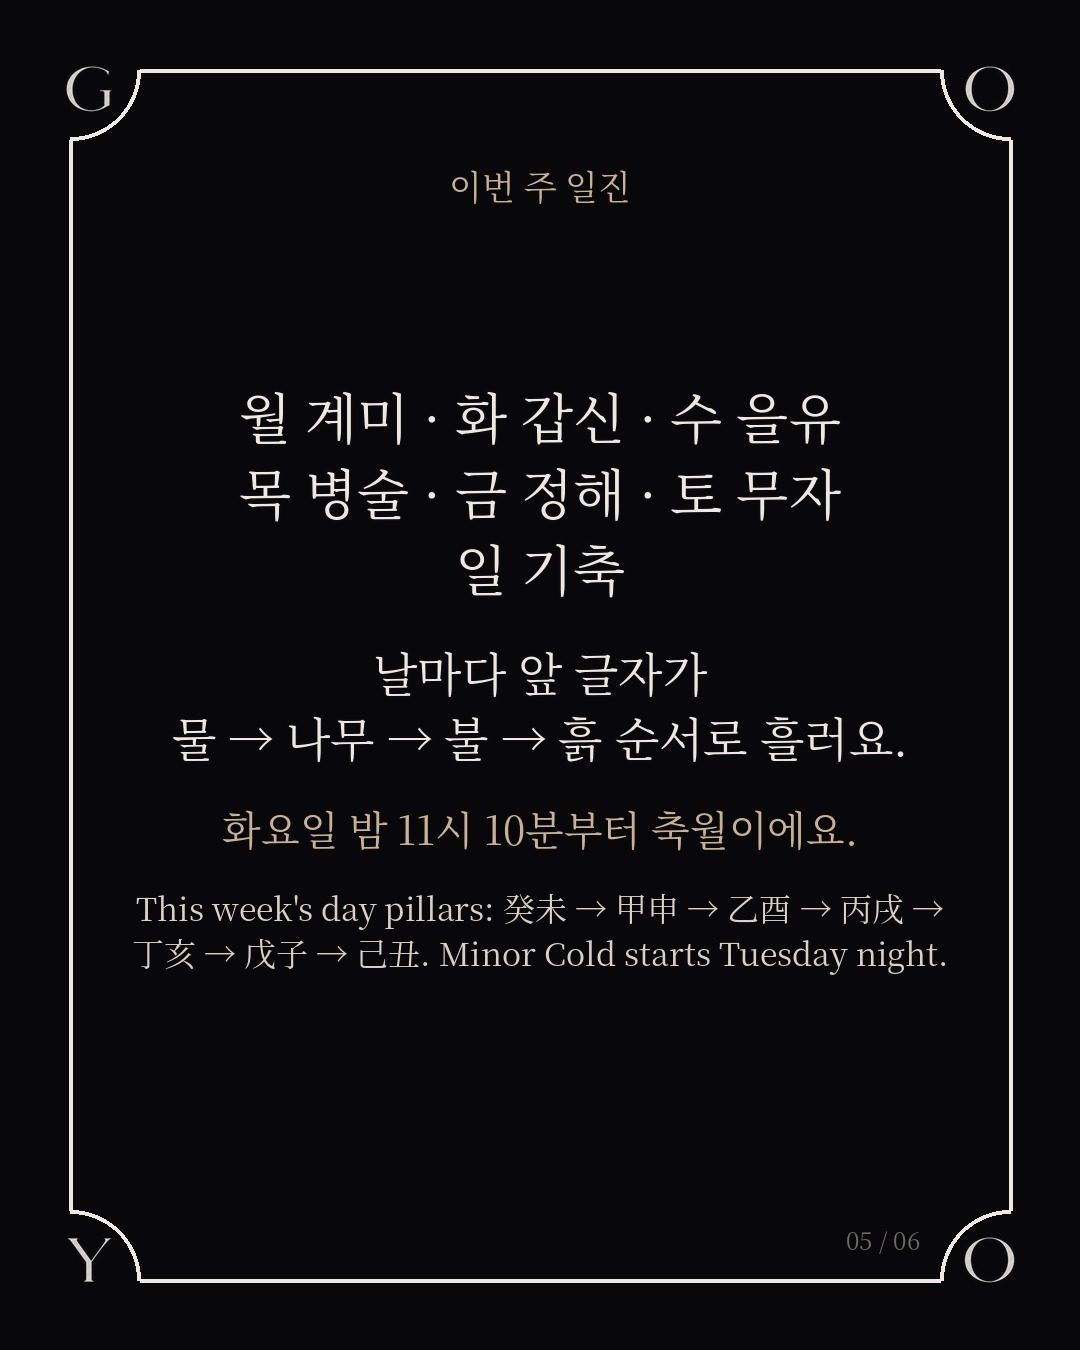 G O
이번 주 일진
월 계미 · 화 갑신 · 수 을유
목 병술 · 금 정해 · 토 무자
일 기축
날마다 앞 글자가
물 → 나무 → 불 → 흙 순서로 흘러요.
화요일 밤 11시 10분부터 축월이에요.
This week's day pillars: 癸未 → 甲申 → 乙酉 → 丙戌 →
丁亥 → 戊子 → 己丑. Minor Cold starts Tuesday night.
05 / 06
Y O